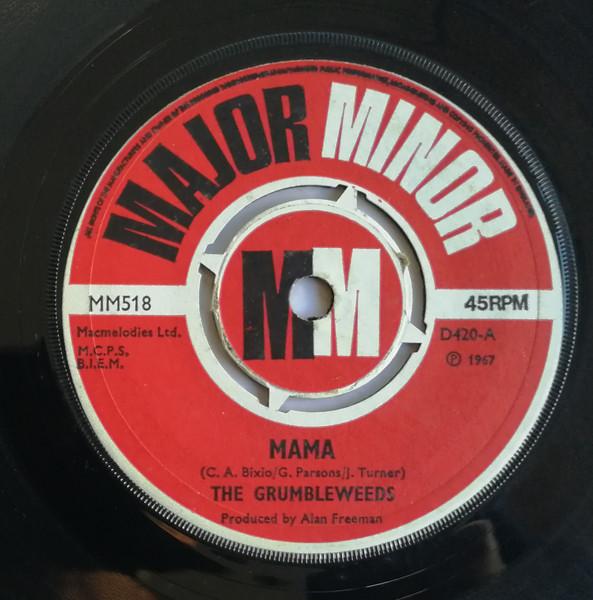 MAJOR MINOR
MM
MM518
45RPM
Macmelodies Ltd.
M.C.P.S.
B.I.E.M.
D420-A
Ⓟ 1967
MAMA
(C. A. Bixio/G. Parsons/J. Turner)
THE GRUMBLEWEEDS
Produced by Alan Freeman